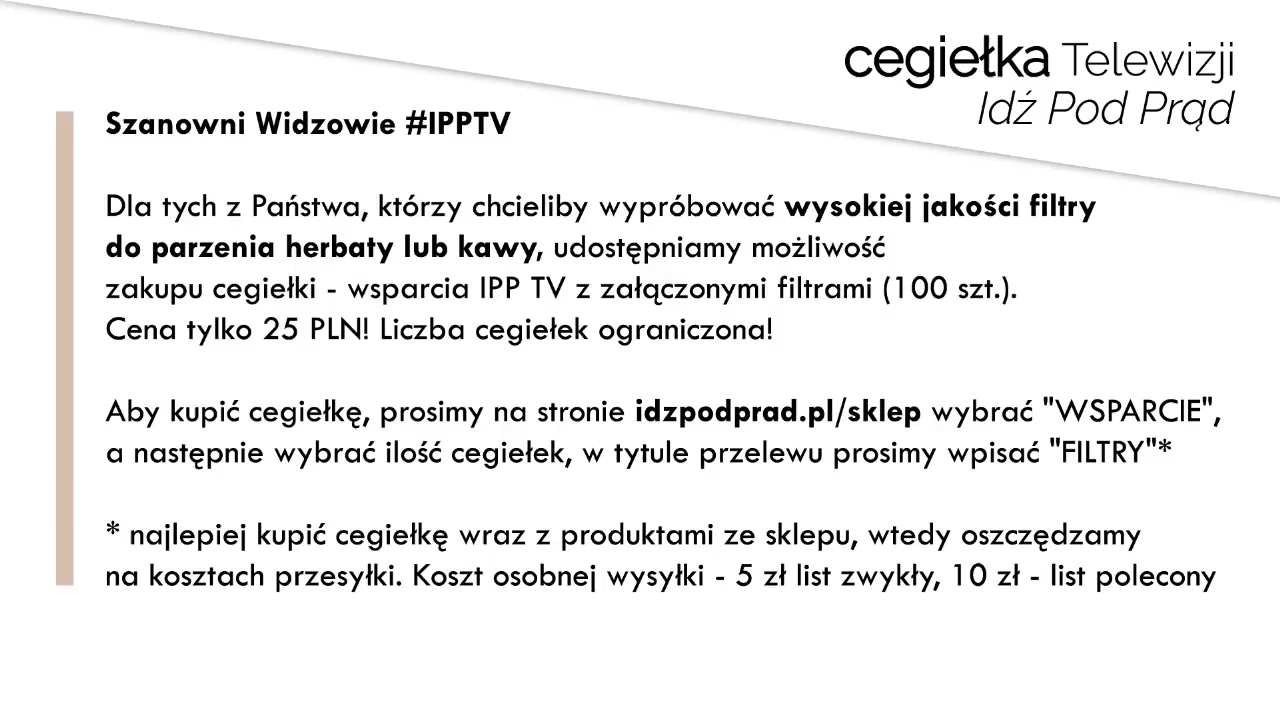 cegiełka Telewizji
Idź Pod Prąd
Szanowni Widzowie #IPPTV
Dla tych z Państwa, którzy chcieliby wypróbować wysokiej jakości filtry
do parzenia herbaty lub kawy, udostępniamy możliwość
zakupu cegiełki - wsparcia IPP TV z załączonymi filtrami (100 szt.).
Cena tylko 25 PLN! Liczba cegiełek ograniczona!
Aby kupić cegiełkę, prosimy na stronie idzpodprad.pl/sklep wybrać "WSPARCIE",
a następnie wybrać ilość cegiełek, w tytule przelewu prosimy wpisać "FILTRY"*
* najlepiej kupić cegiełkę wraz z produktami ze sklepu, wtedy oszczędzamy
na kosztach przesyłki. Koszt osobnej wysyłki - 5 zł list zwykły, 10 zł - list polecony